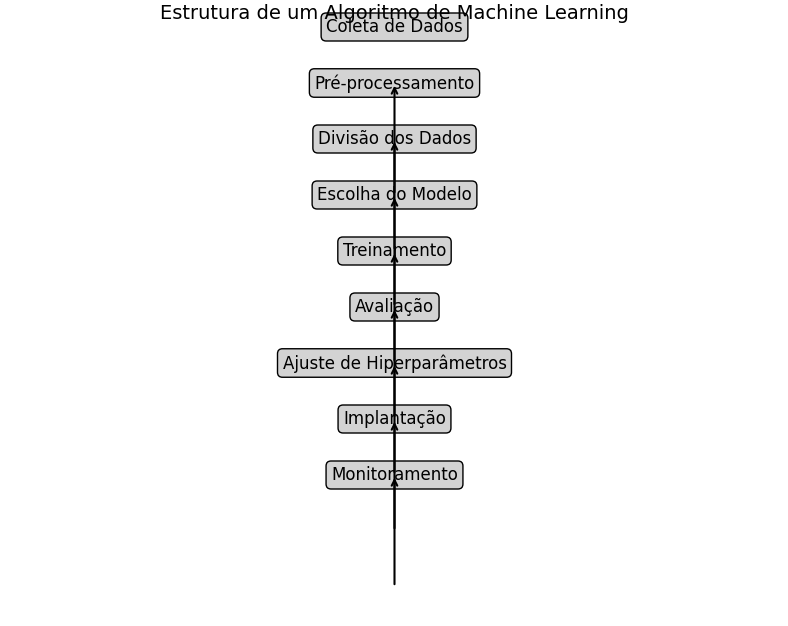 Estrutura de um Algoritmo de Machine Learning
Coleta de Dados
Pré-processamento
Divisão dos Dados
Escolha do Modelo
Treinamento
Avaliação
Ajuste de Hiperparâmetros
Implantação
Monitoramento